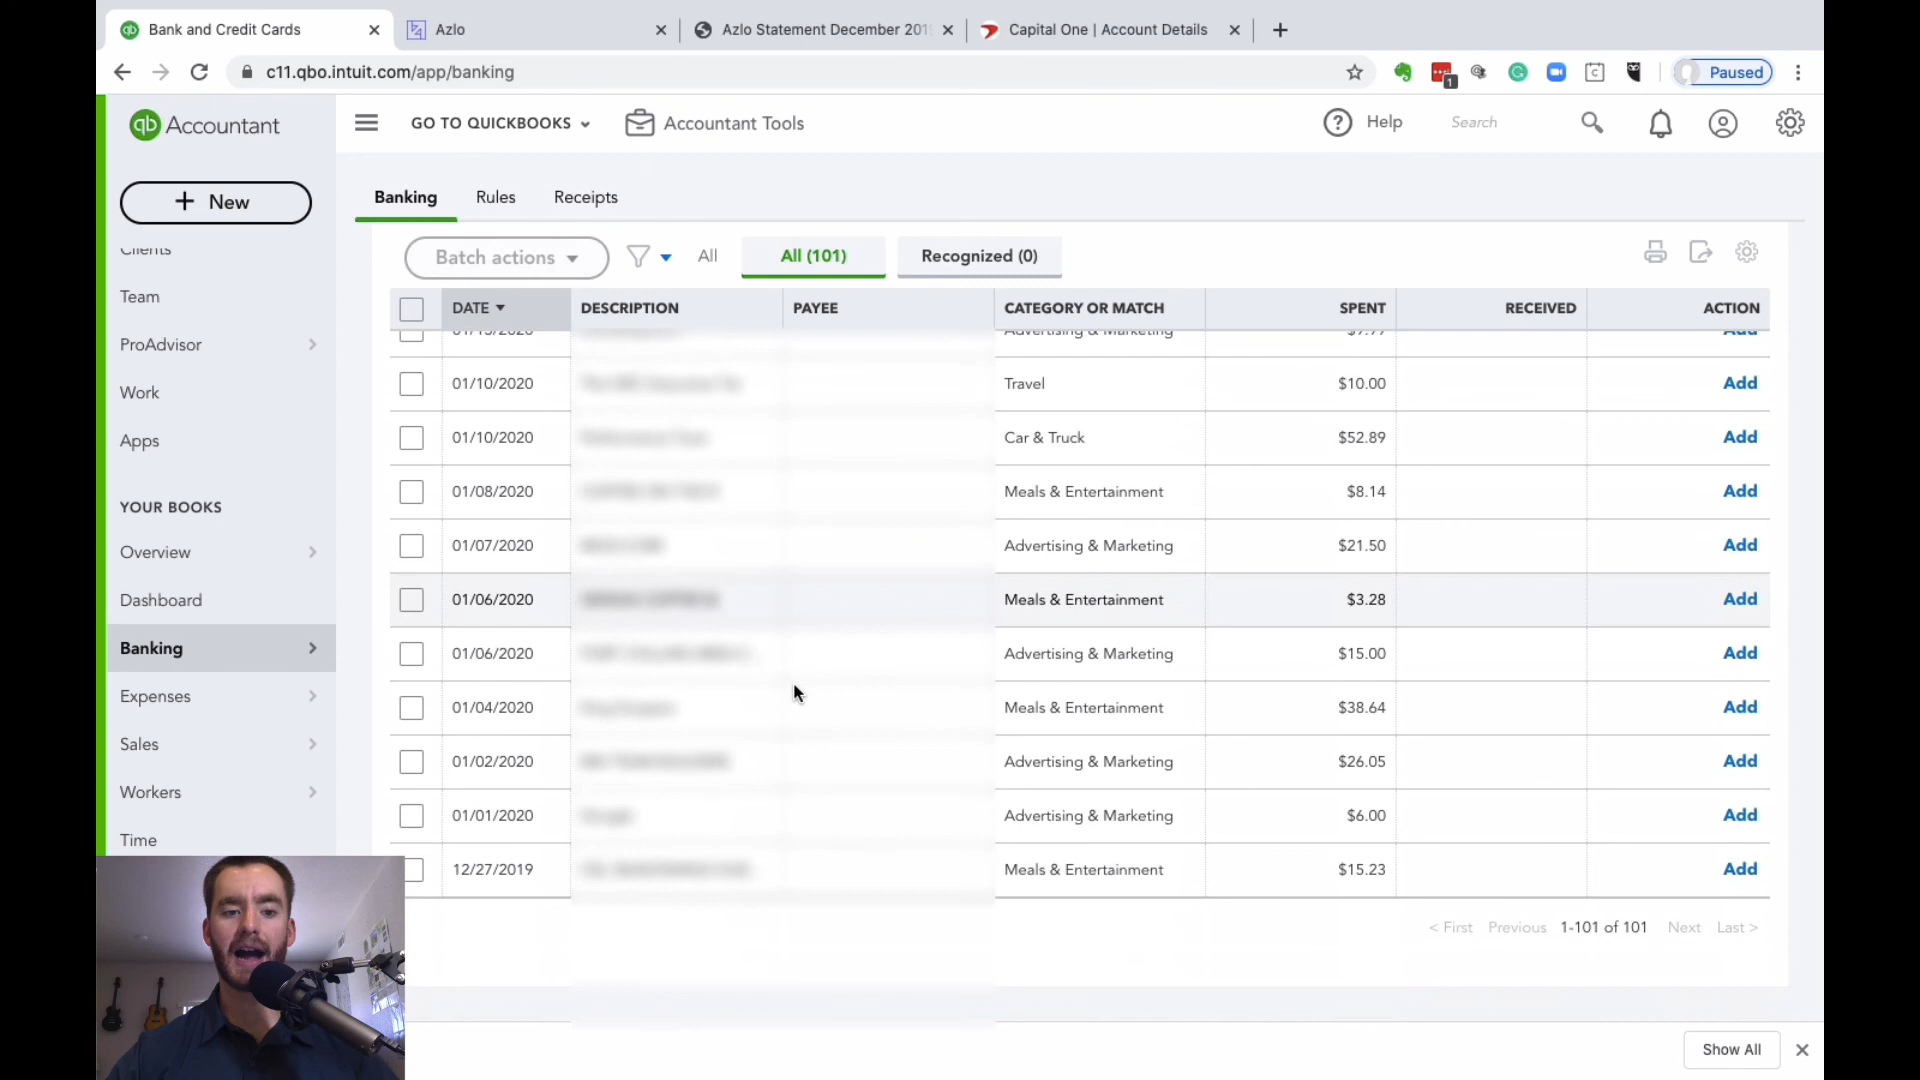 Bank and Credit Cards
Azlo
Azlo Statement December 201
Capital One | Account Details
c11.qbo.intuit.com/app/banking
1
Paused
qb Accountant
GO TO QUICKBOOKS
Accountant Tools
Help
Search
New
Clients
Team
ProAdvisor
Work
Apps
YOUR BOOKS
Overview
Dashboard
Banking
Expenses
Sales
Workers
Time
Banking Rules Receipts
Batch actions All All (101) Recognized (0)
DATE DESCRIPTION PAYEE CATEGORY OR MATCH SPENT RECEIVED ACTION
Advertising & Marketing Add
01/10/2020 Travel $10.00 Add
01/10/2020 Car & Truck $52.89 Add
01/08/2020 Meals & Entertainment $8.14 Add
01/07/2020 Advertising & Marketing $21.50 Add
01/06/2020 Meals & Entertainment $3.28 Add
01/06/2020 Advertising & Marketing $15.00 Add
01/04/2020 Meals & Entertainment $38.64 Add
01/02/2020 Advertising & Marketing $26.05 Add
01/01/2020 Advertising & Marketing $6.00 Add
12/27/2019 Meals & Entertainment $15.23 Add
< First Previous 1-101 of 101 Next Last >
Show All